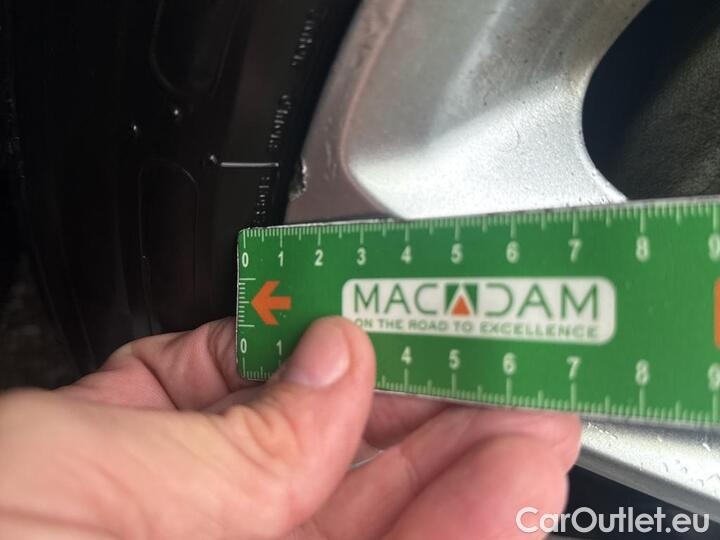 0 1 2 3 4 5 6 7 8 9
MACADAM
ON THE ROAD TO EXCELLENCE
0 1 4 5 6 7 8 9
CarOutlet.eu